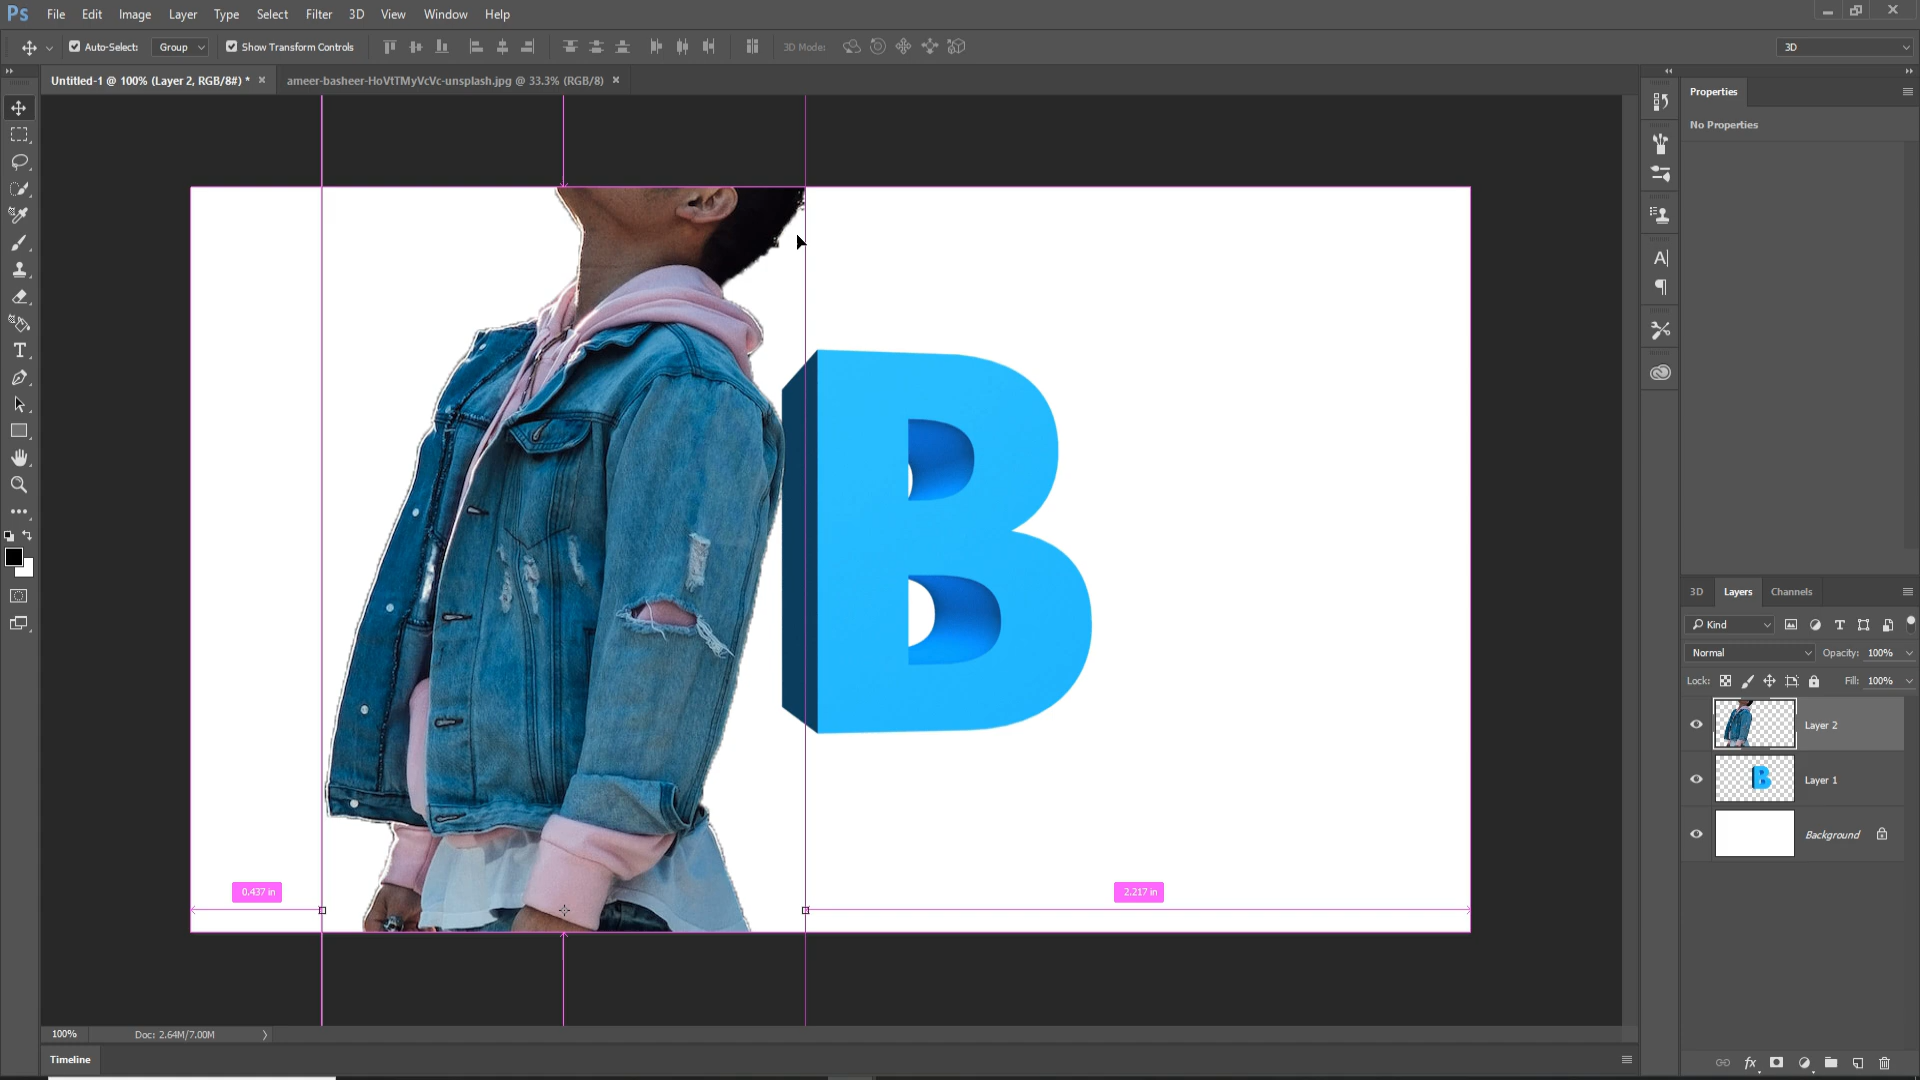 Ps File Edit Image Layer Type Select Filter 3D View Window Help
Auto-Select: Group Show Transform Controls 3D Mode: 3D
Untitled-1 @ 100% (Layer 2, RGB/8#) * × ameer-basheer-HoVtTMyVcVc-unsplash.jpg @ 33.3% (RGB/8) ×
Properties
No Properties
B
0.437 in
2.217 in
3D Layers Channels
Kind
Normal Opacity: 100%
Lock: Fill: 100%
Layer 2
Layer 1
Background
100% Doc: 2.64M/7.00M
Timeline